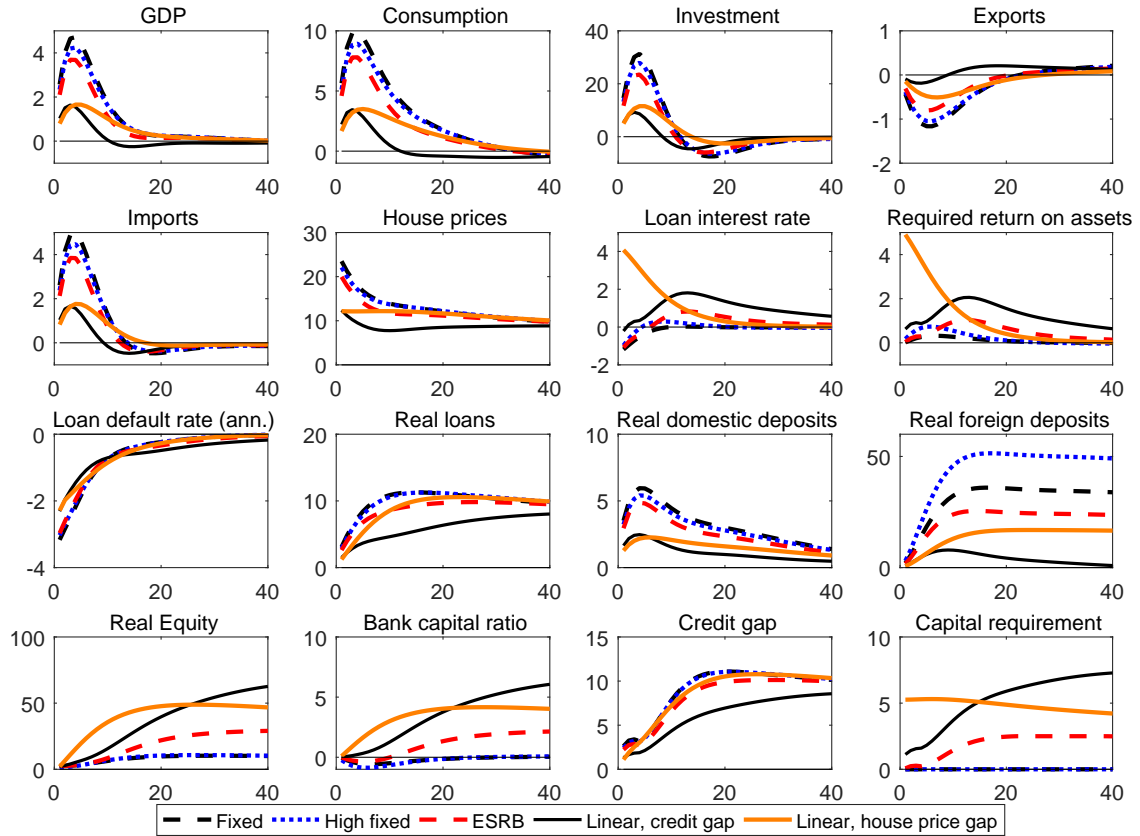 GDP Consumption Investment Exports
4 10 40 1
2 5 20 0
0 0 0 -1
-20 -2
0 20 40 0 20 40 0 20 40 0 20 40
Imports House prices Loan interest rate Required return on assets
4 30 4 4
2 20 2 2
0 10 0 0
0 -2
0 20 40 0 20 40 0 20 40 0 20 40
Loan default rate (ann.) Real loans Real domestic deposits Real foreign deposits
0 20 10 50
-2 10 5
-4 0 0 0
0 20 40 0 20 40 0 20 40 0 20 40
Real Equity Bank capital ratio Credit gap Capital requirement
100 10 15 10
50 5 10 5
0 0 5 0
0
0 20 40 0 20 40 0 20 40 0 20 40
Fixed High fixed ESRB Linear, credit gap Linear, house price gap